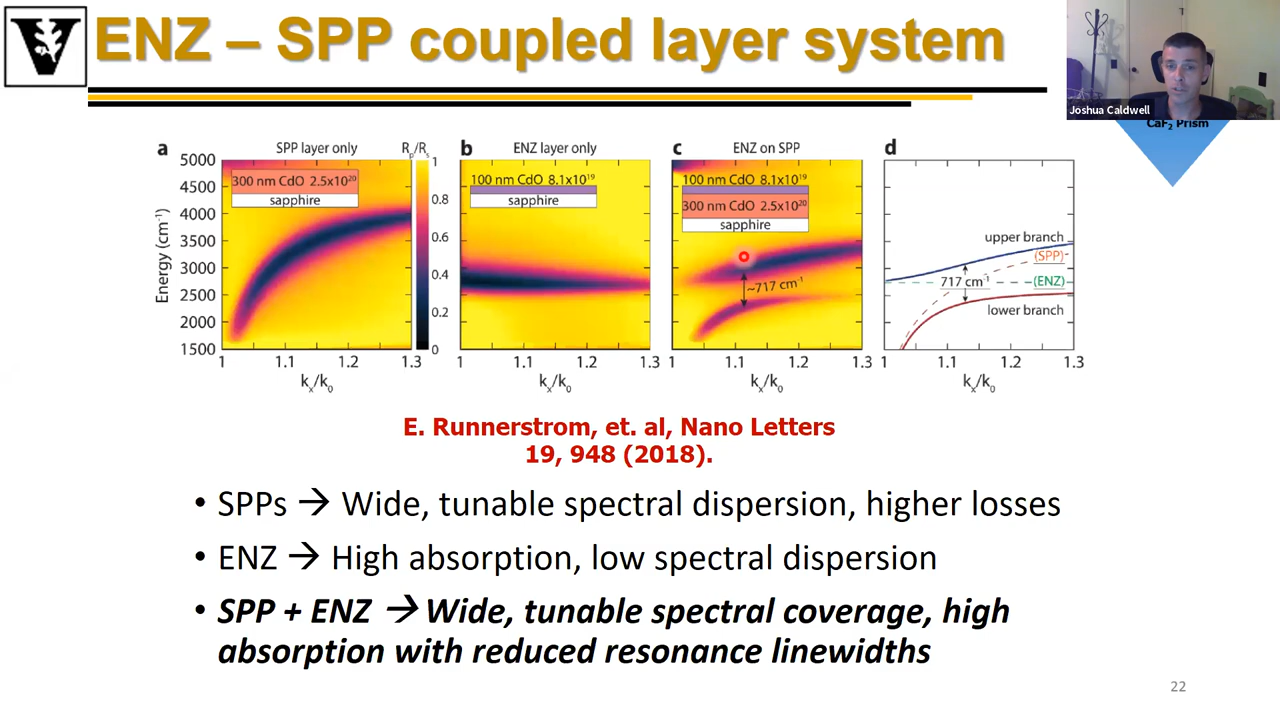 V
ENZ – SPP coupled layer system
Joshua Caldwell
CaF₂ Prism
a
SPP layer only
Rₚ/Rₛ
b
ENZ layer only
c
ENZ on SPP
d
300 nm CdO 2.5x10²⁰
sapphire
100 nm CdO 8.1x10¹⁹
sapphire
100 nm CdO 8.1x10¹⁹
300 nm CdO 2.5x10²⁰
sapphire
Energy (cm⁻¹)
5000
4500
4000
3500
3000
2500
2000
1500
1
0.8
0.6
0.4
0.2
0
~717 cm⁻¹
upper branch
(SPP)
717 cm⁻¹
(ENZ)
lower branch
1 1.1 1.2 1.3
kₓ/k₀
1 1.1 1.2 1.3
kₓ/k₀
1 1.1 1.2 1.3
kₓ/k₀
1 1.1 1.2 1.3
kₓ/k₀
E. Runnerstrom, et. al, Nano Letters
19, 948 (2018).
• SPPs → Wide, tunable spectral dispersion, higher losses
• ENZ → High absorption, low spectral dispersion
• SPP + ENZ → Wide, tunable spectral coverage, high
absorption with reduced resonance linewidths
22